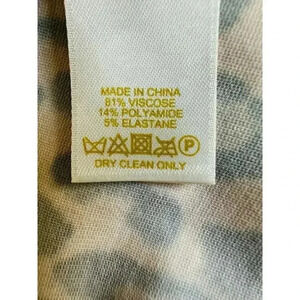 MADE IN CHINA
81% VISCOSE
14% POLYAMIDE
5% ELASTANE
P
DRY CLEAN ONLY